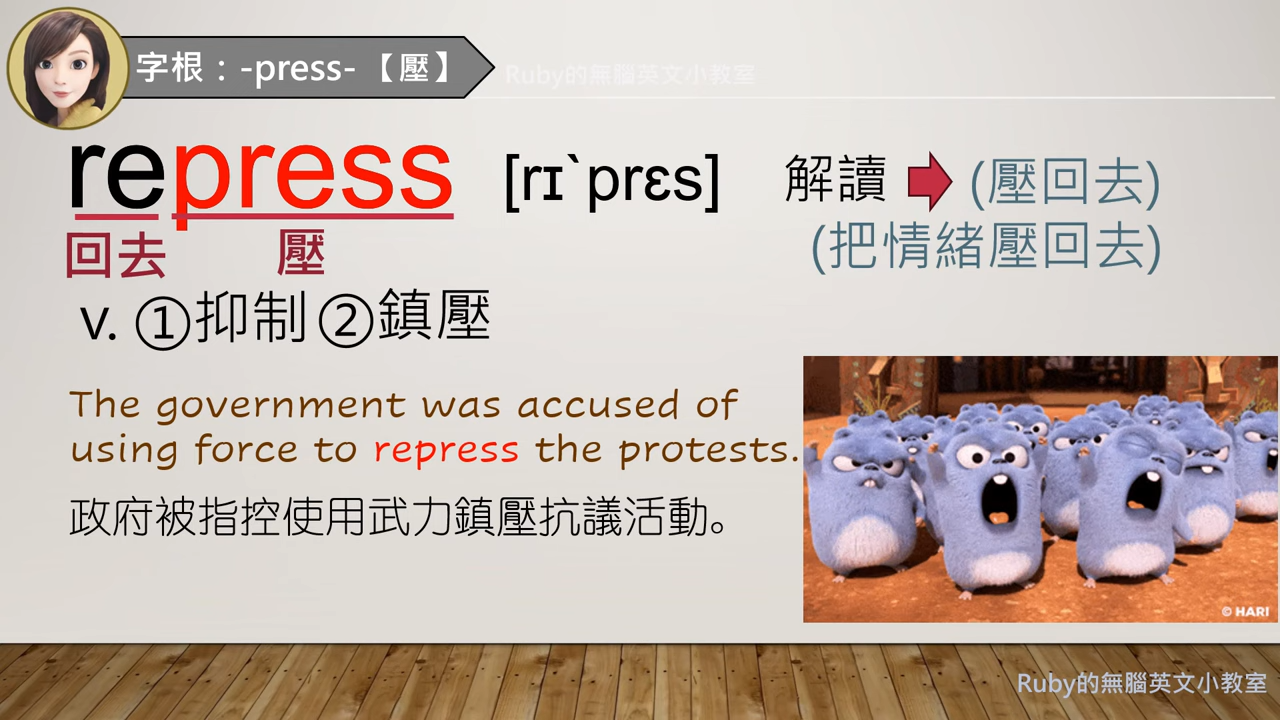 字根：-press-【壓】
Ruby的無腦英文小教室
repress [rɪˋprɛs] 解讀 (壓回去)
回去 壓 (把情緒壓回去)
v. ①抑制 ②鎮壓
The government was accused of
using force to repress the protests.
政府被指控使用武力鎮壓抗議活動。
© HARI
Ruby的無腦英文小教室